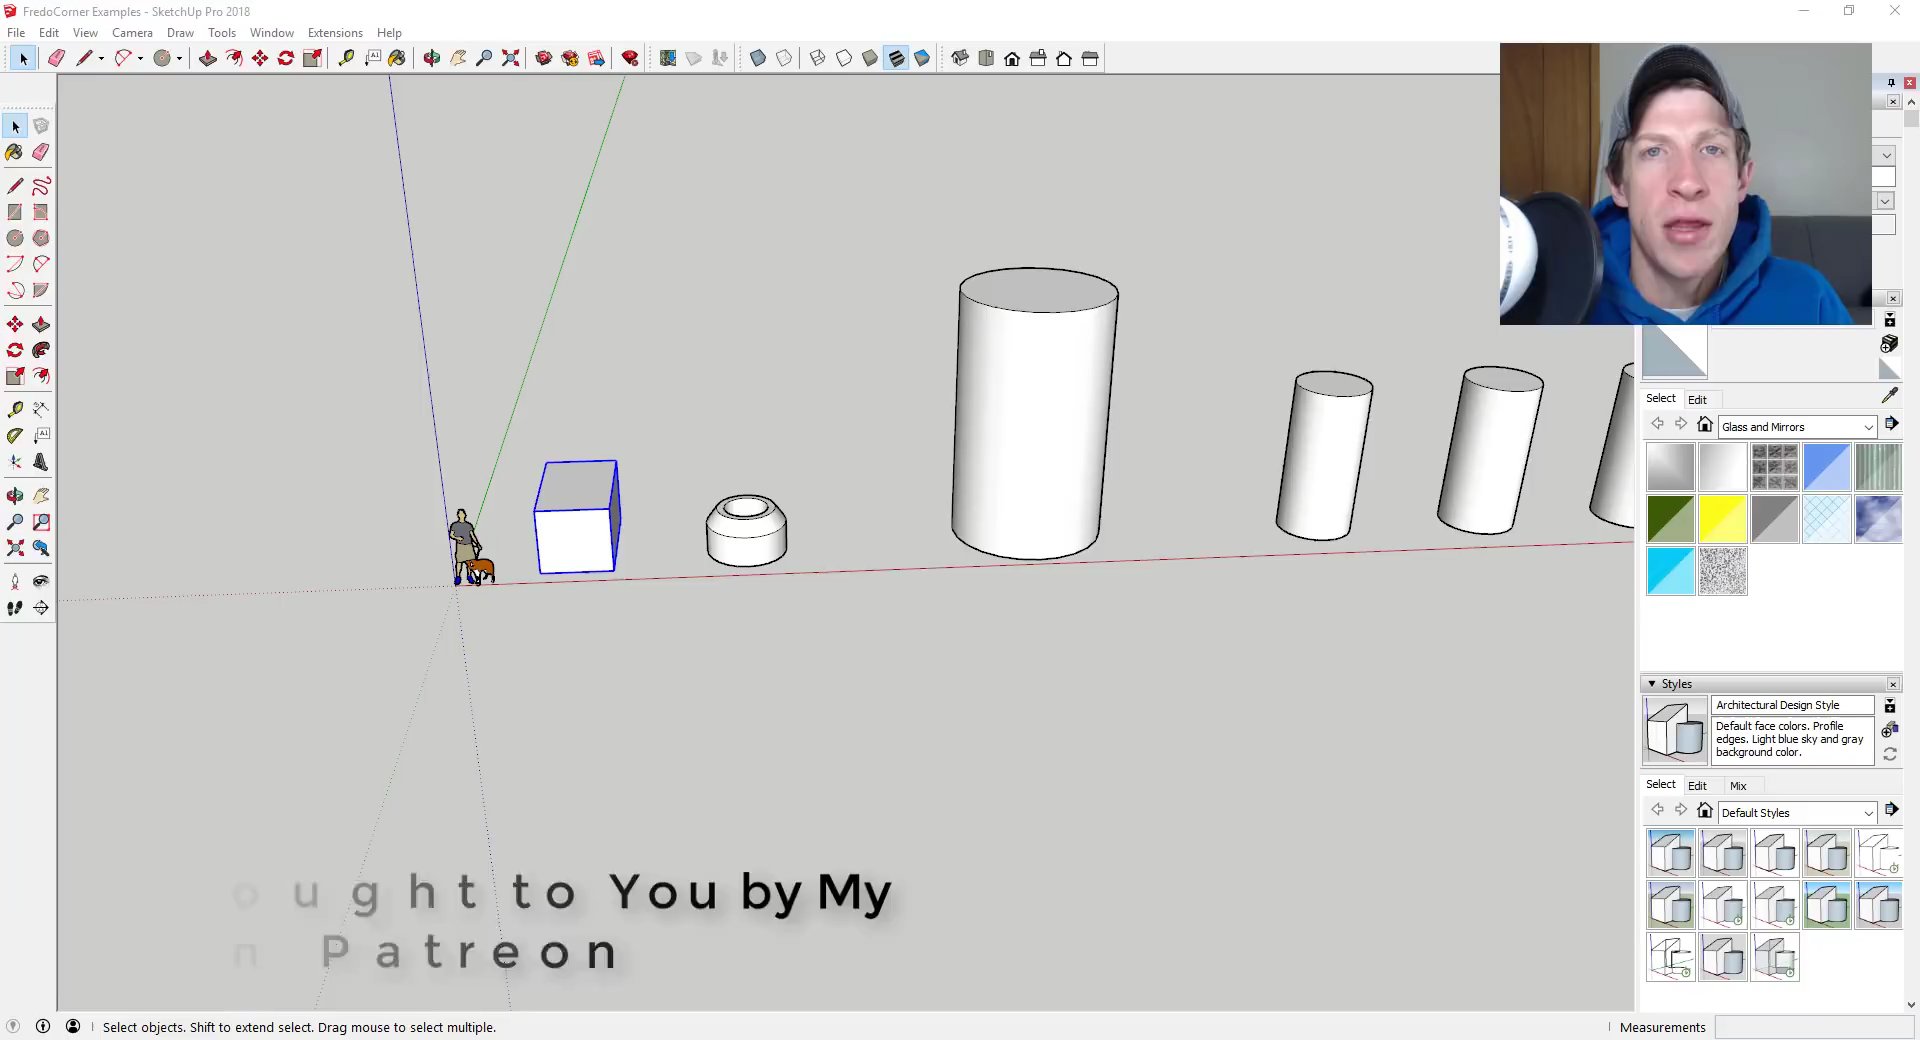 FredoCorner Examples - SketchUp Pro 2018
File Edit View Camera Draw Tools Window Extensions Help
Select Edit
Glass and Mirrors
Styles
Architectural Design Style
Default face colors. Profile
edges. Light blue sky and gray
background color.
Select Edit Mix
Default Styles
ought to You by My
n Patreon
Select objects. Shift to extend select. Drag mouse to select multiple.
Measurements